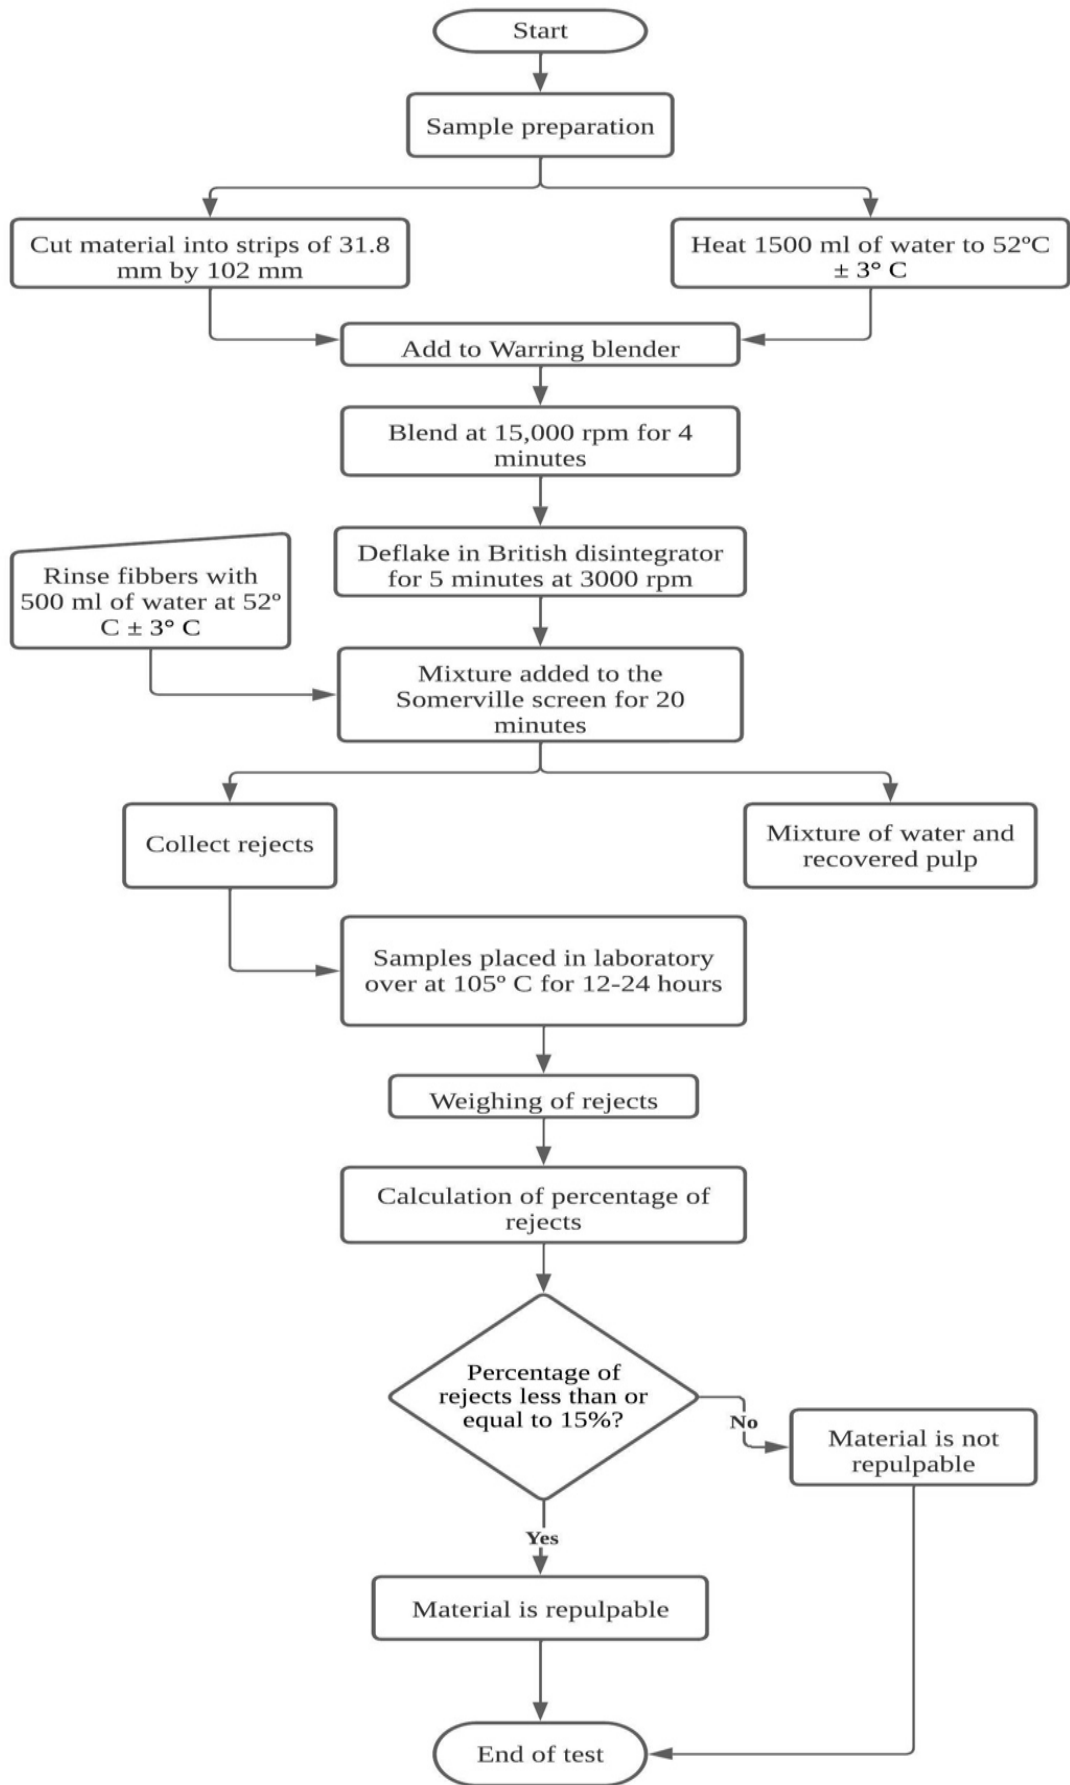 Start
Sample preparation
Cut material into strips of 31.8
mm by 102 mm
Heat 1500 ml of water to 52ºC
± 3° C
Add to Warring blender
Blend at 15,000 rpm for 4
minutes
Deflake in British disintegrator
for 5 minutes at 3000 rpm
Rinse fibbers with
500 ml of water at 52º
C ± 3° C
Mixture added to the
Somerville screen for 20
minutes
Collect rejects
Mixture of water and
recovered pulp
Samples placed in laboratory
over at 105º C for 12-24 hours
Weighing of rejects
Calculation of percentage of
rejects
Percentage of
rejects less than or
equal to 15%?
No
Material is not
repulpable
Yes
Material is repulpable
End of test